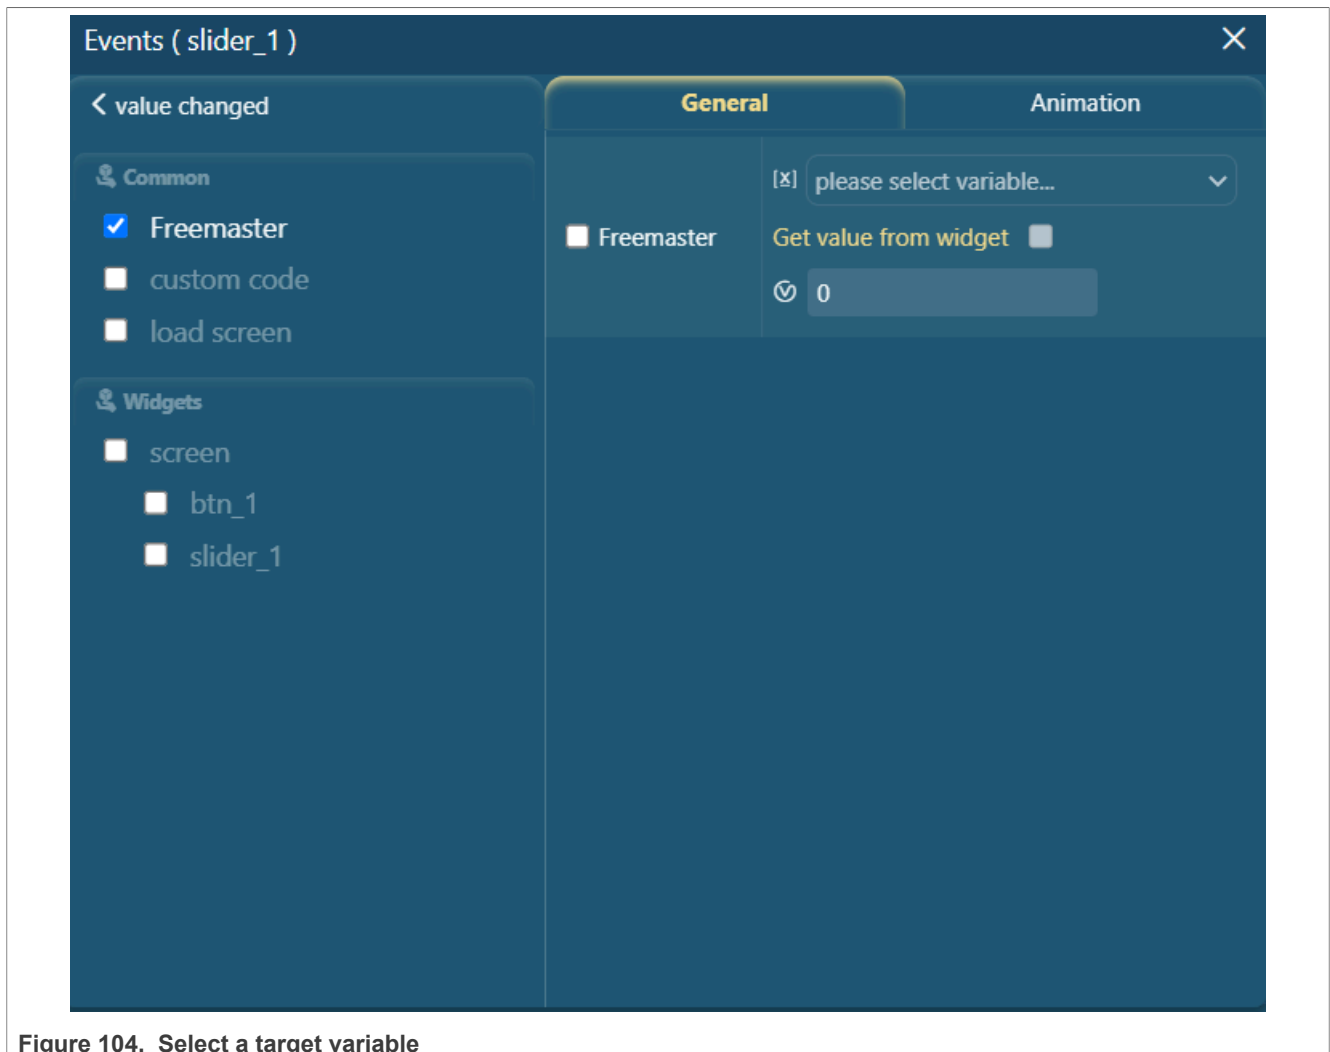 Events ( slider_1 )
value changed
General
Animation
Common
Freemaster
custom code
load screen
Widgets
screen
btn_1
slider_1
[x] please select variable...
Freemaster
Get value from widget
0
Figure 104. Select a target variable